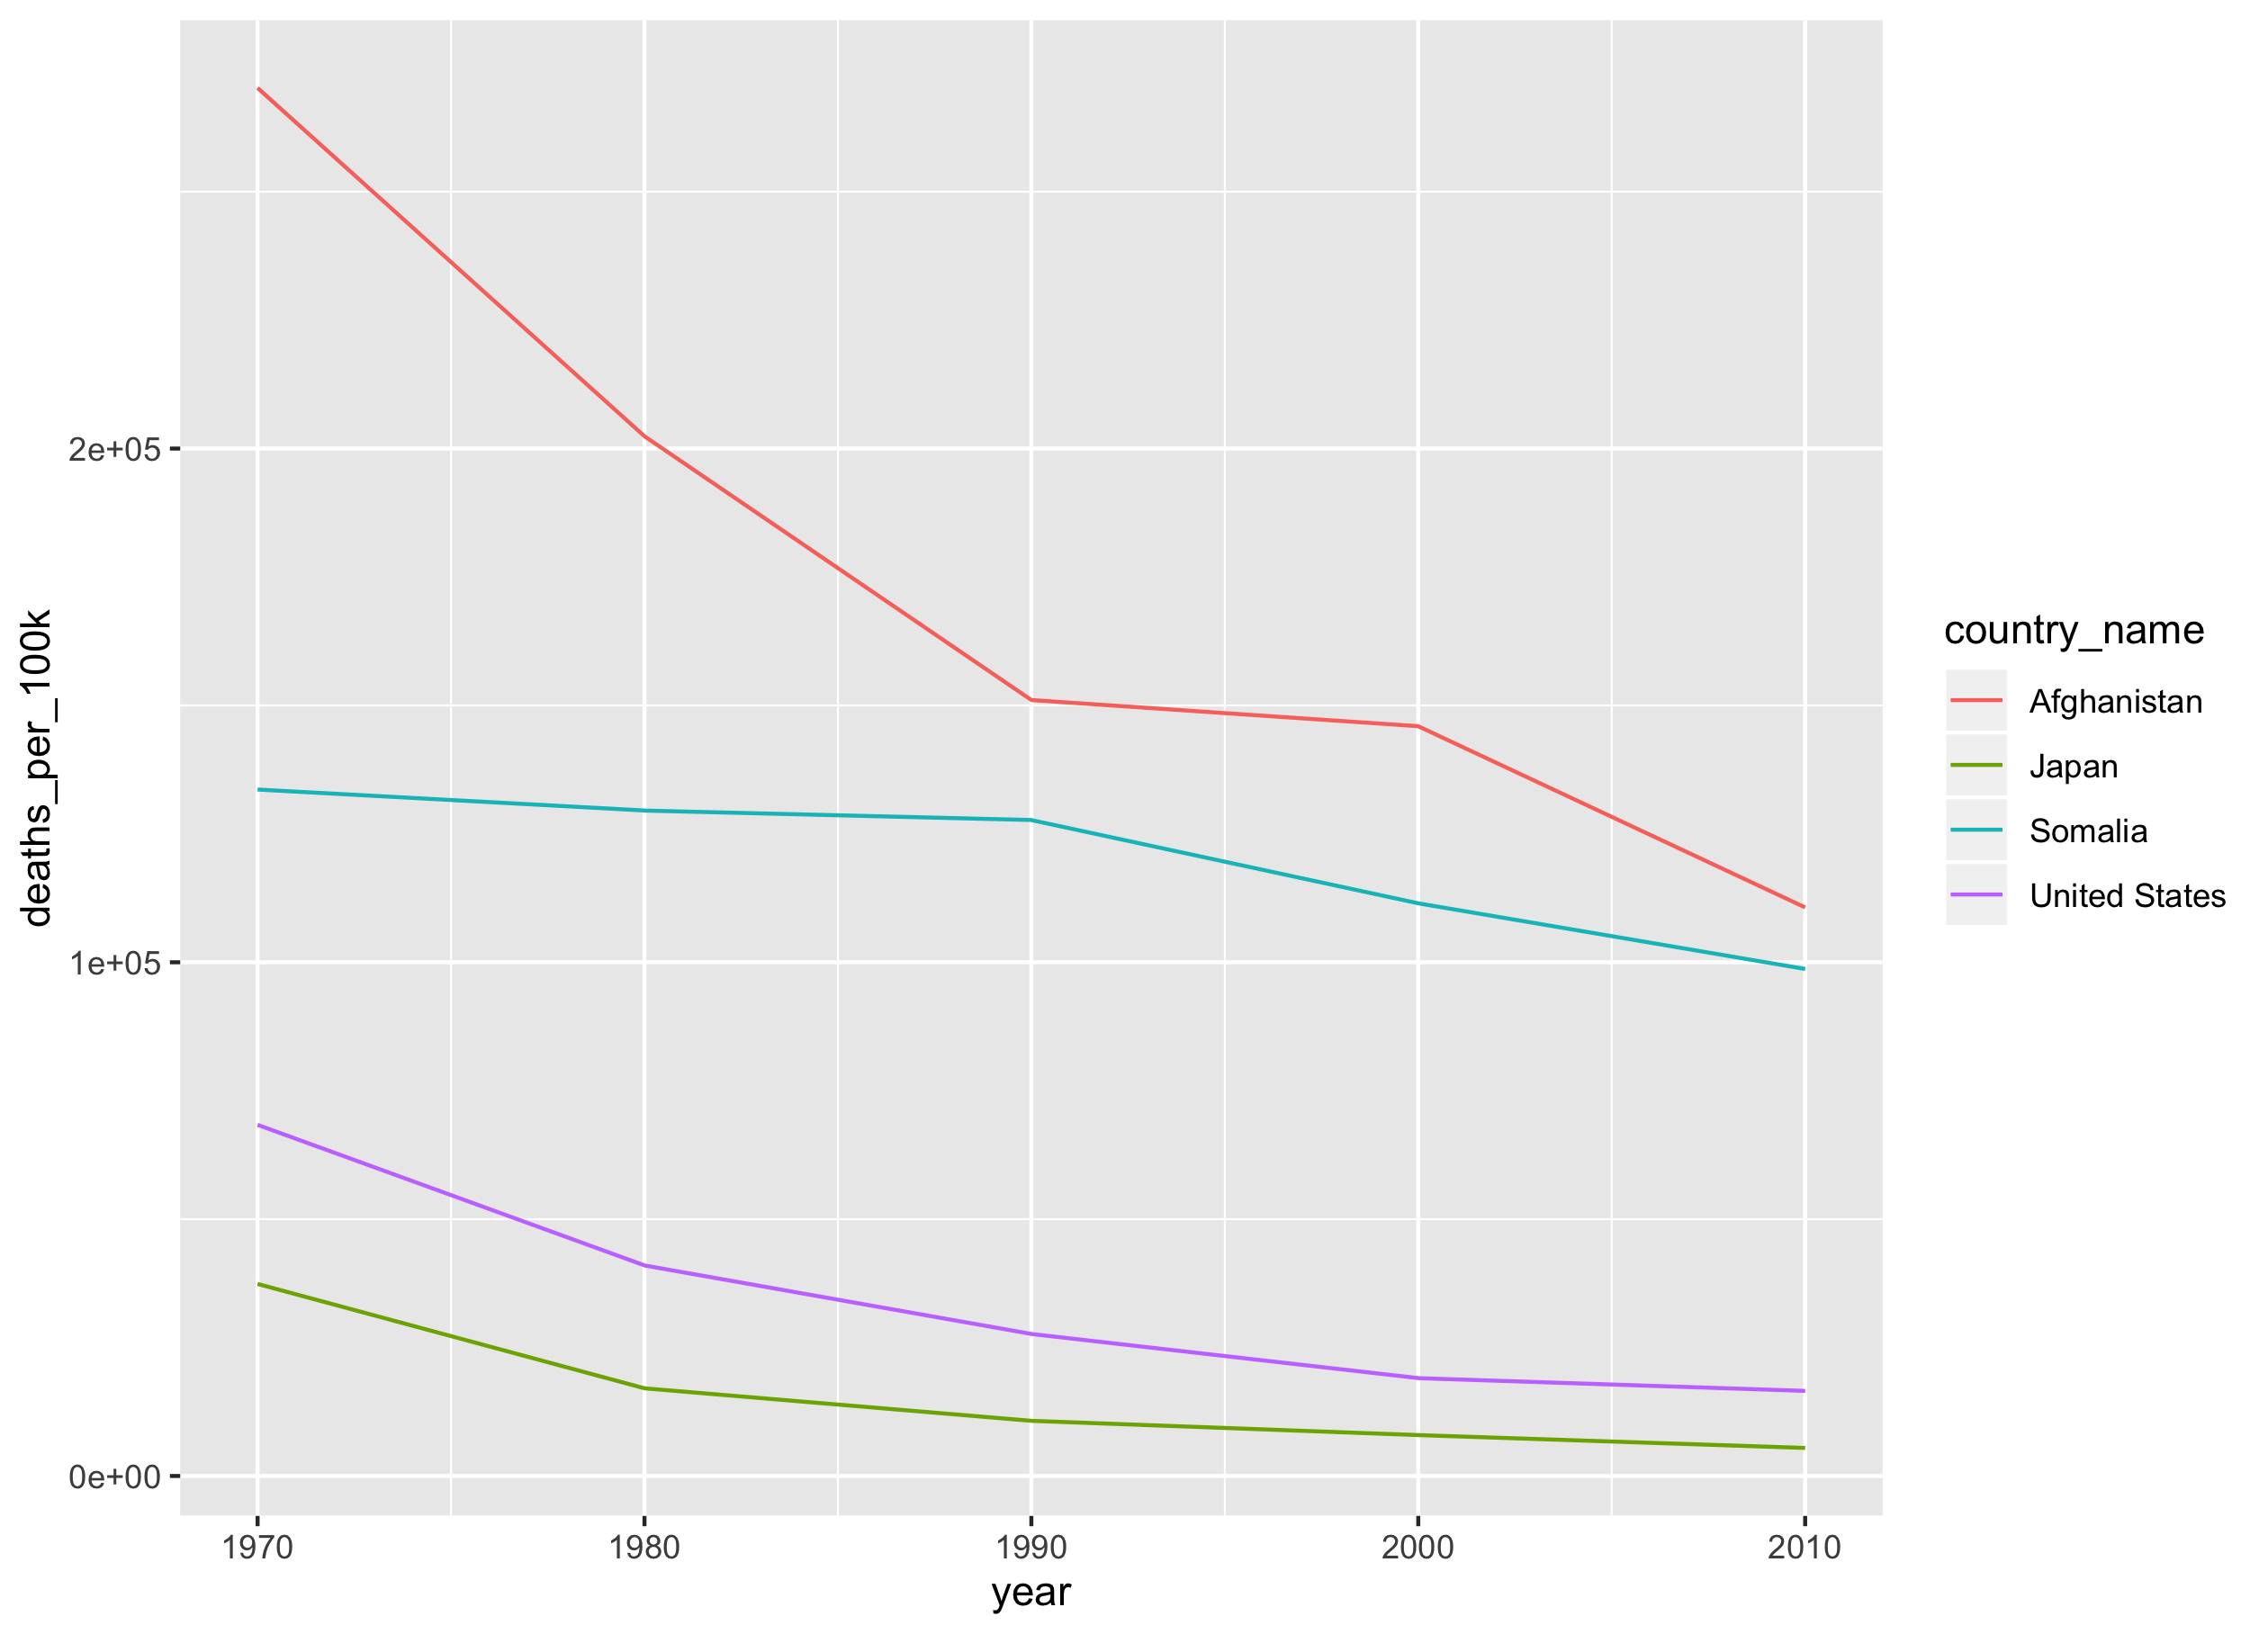 deaths_per_100k
2e+05
1e+05
0e+00
1970 1980 1990 2000 2010
year
country_name
Afghanistan
Japan
Somalia
United States